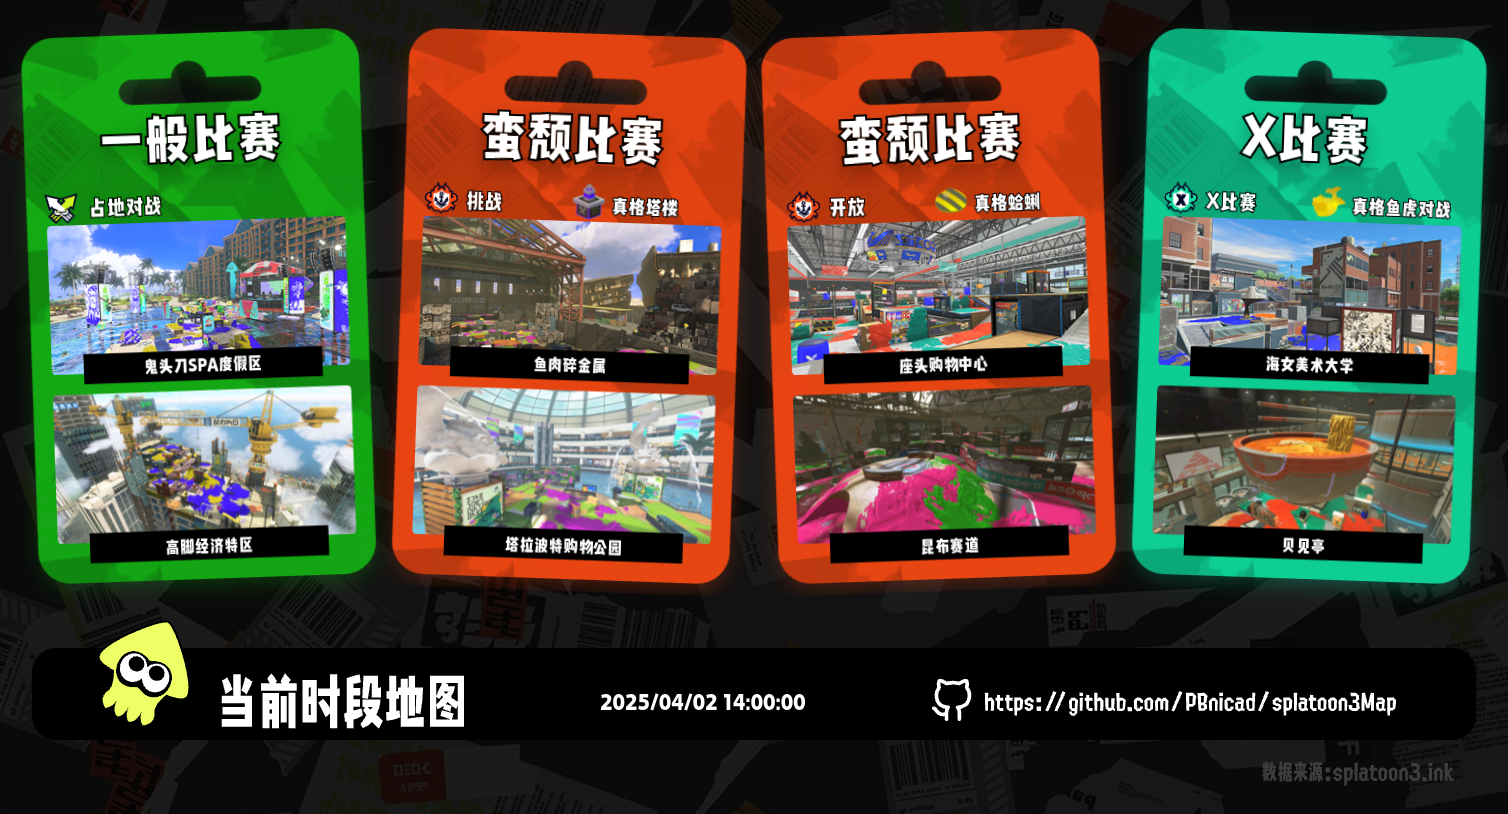 一般比赛
占地对战
鬼头刀SPA度假区
高脚经济特区
蛮颓比赛
挑战
真格塔楼
鱼肉碎金属
塔拉波特购物公园
蛮颓比赛
开放
真格蛤蜊
座头购物中心
昆布赛道
X比赛
X比赛
真格鱼虎对战
海女美术大学
贝见亭
当前时段地图
2025/04/02 14:00:00
https://github.com/PBnicad/splatoon3Map
数据来源:splatoon3.ink